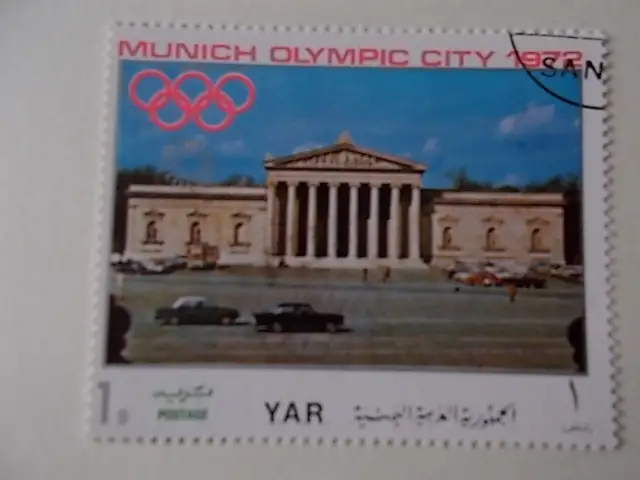 MUNICH OLYMPIC CITY 1972
SAN
1
POSTAGE
YAR
الجمهورية العربية اليمنية
١